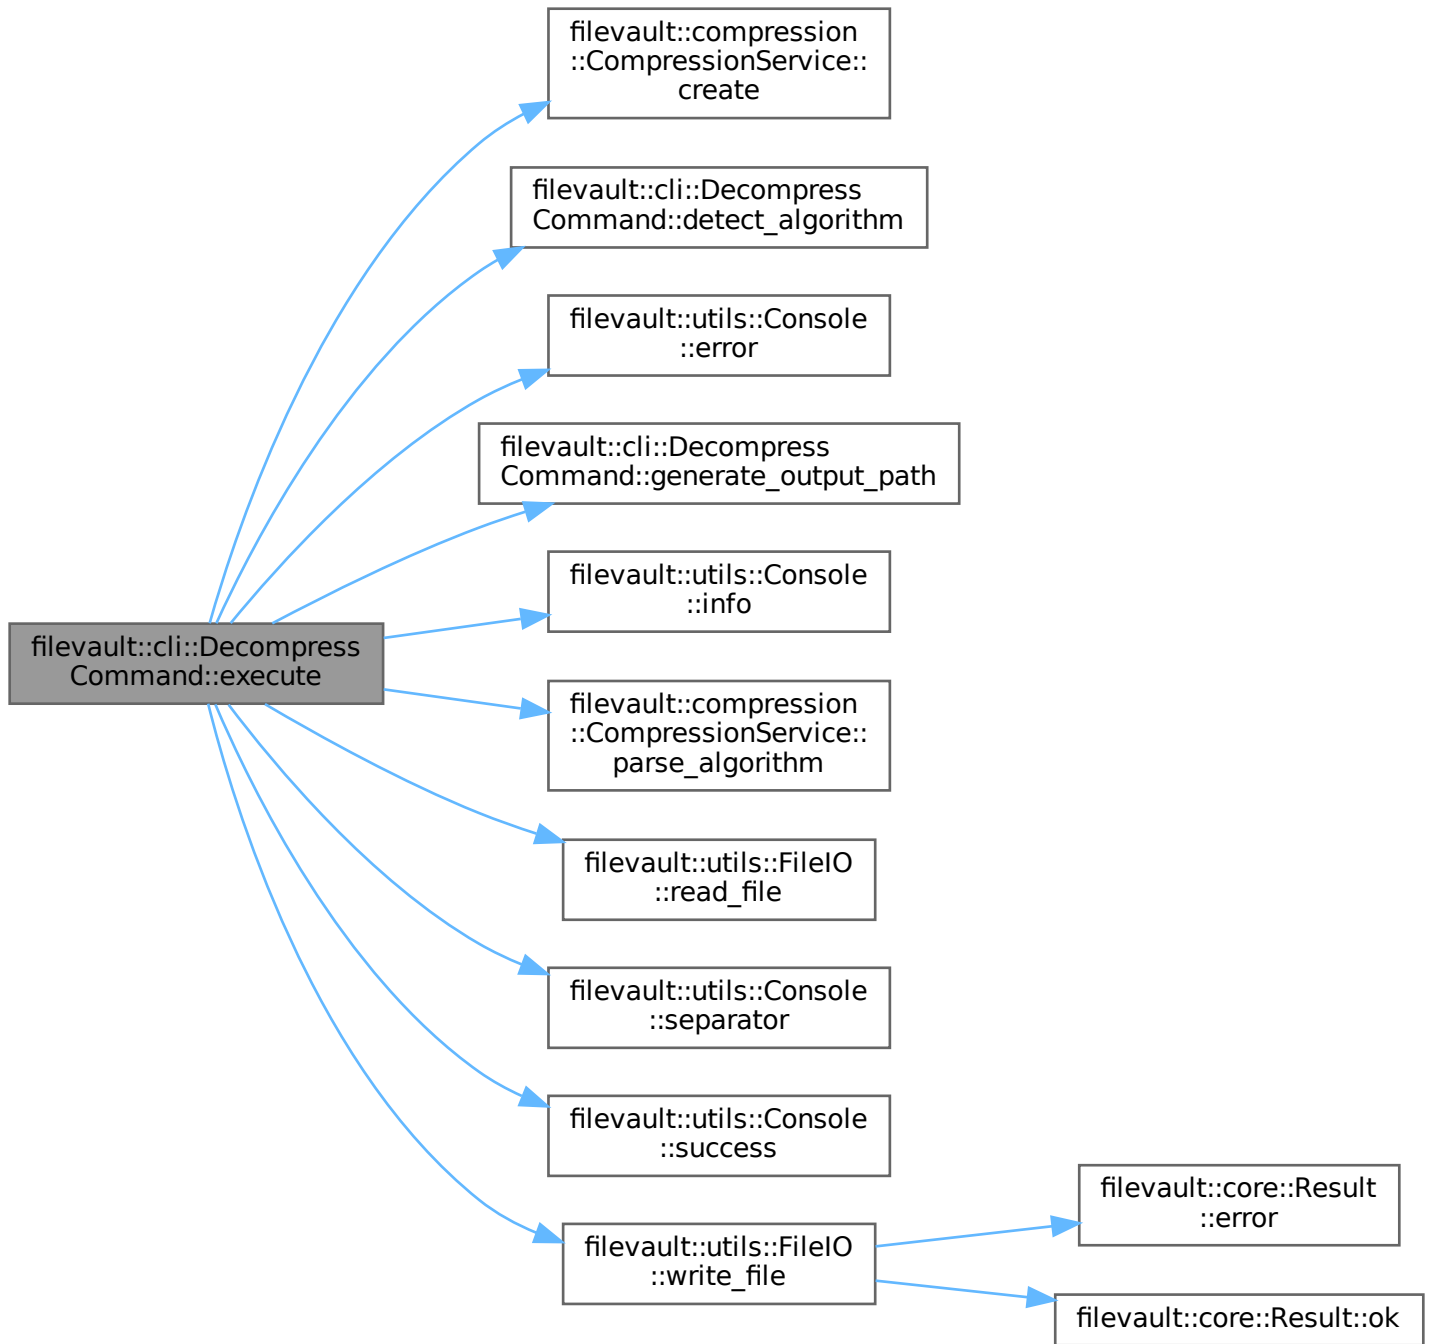 filevault::compression
::CompressionService::
create
filevault::cli::Decompress
Command::detect_algorithm
filevault::utils::Console
::error
filevault::cli::Decompress
Command::generate_output_path
filevault::utils::Console
::info
filevault::cli::Decompress
Command::execute
filevault::compression
::CompressionService::
parse_algorithm
filevault::utils::FileIO
::read_file
filevault::utils::Console
::separator
filevault::utils::Console
::success
filevault::utils::FileIO
::write_file
filevault::core::Result
::error
filevault::core::Result::ok